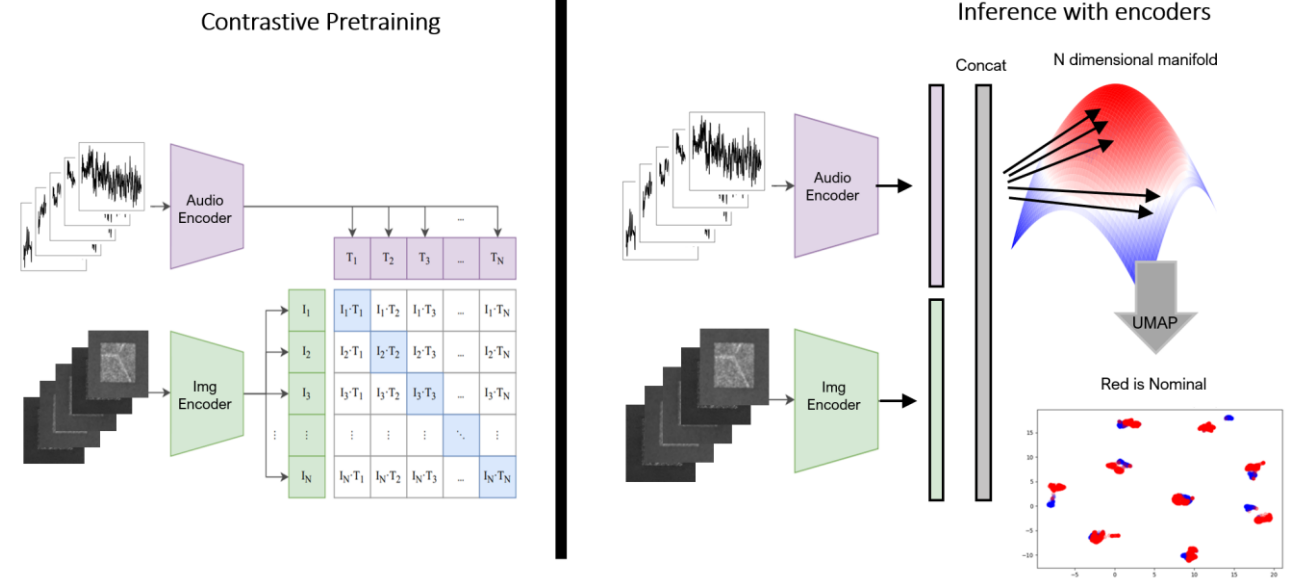 Contrastive Pretraining
Audio
Encoder
...
T1 T2 T3 ... TN
Img
Encoder
I1 I1·T1 I1·T2 I1·T3 ... I1·TN
I2 I2·T1 I2·T2 I2·T3 ... I2·TN
I3 I3·T1 I3·T2 I3·T3 ... I3·TN
⋮ ⋮ ⋮ ⋮ ⋮ ⋱ ⋮
IN IN·T1 IN·T2 IN·T3 ... IN·TN
Inference with encoders
Concat
N dimensional manifold
Audio
Encoder
Img
Encoder
UMAP
Red is Nominal
15
10
5
0
−5
−10
−5 0 5 10 15 20